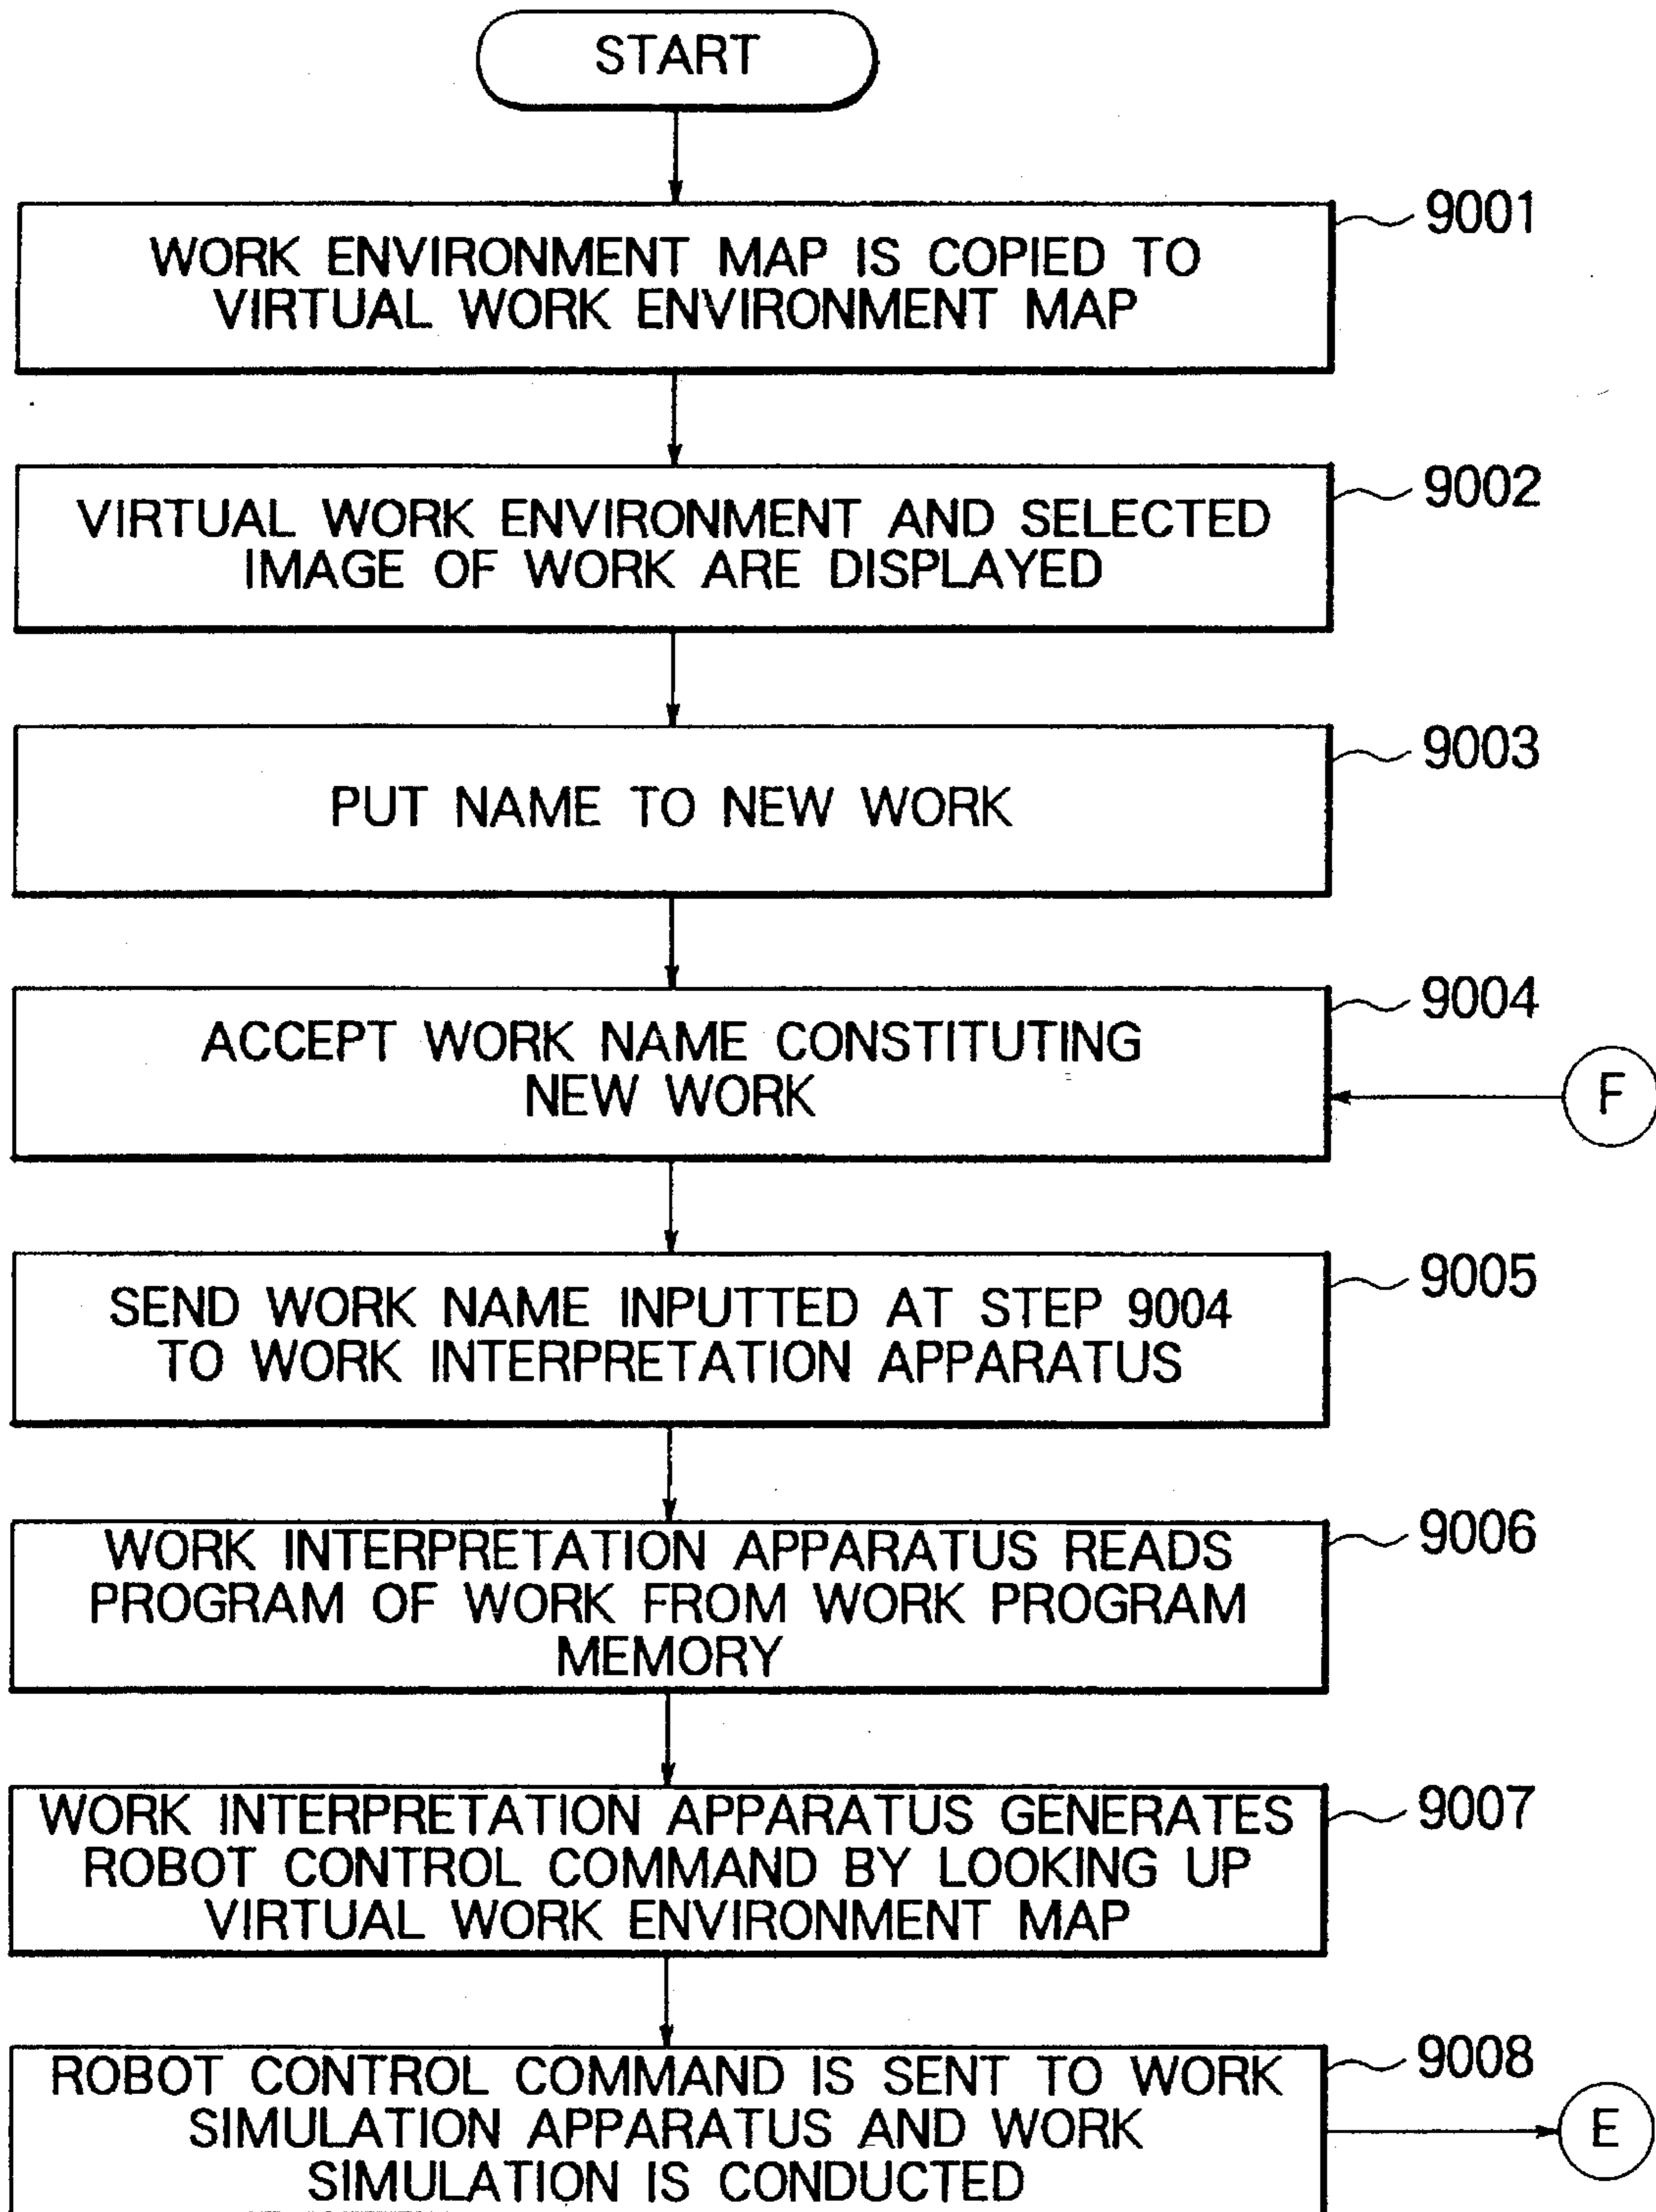 START
9001
WORK ENVIRONMENT MAP IS COPIED TO
VIRTUAL WORK ENVIRONMENT MAP
9002
VIRTUAL WORK ENVIRONMENT AND SELECTED
IMAGE OF WORK ARE DISPLAYED
9003
PUT NAME TO NEW WORK
9004
ACCEPT WORK NAME CONSTITUTING
NEW WORK
F
9005
SEND WORK NAME INPUTTED AT STEP 9004
TO WORK INTERPRETATION APPARATUS
9006
WORK INTERPRETATION APPARATUS READS
PROGRAM OF WORK FROM WORK PROGRAM
MEMORY
9007
WORK INTERPRETATION APPARATUS GENERATES
ROBOT CONTROL COMMAND BY LOOKING UP
VIRTUAL WORK ENVIRONMENT MAP
9008
ROBOT CONTROL COMMAND IS SENT TO WORK
SIMULATION APPARATUS AND WORK
SIMULATION IS CONDUCTED
E